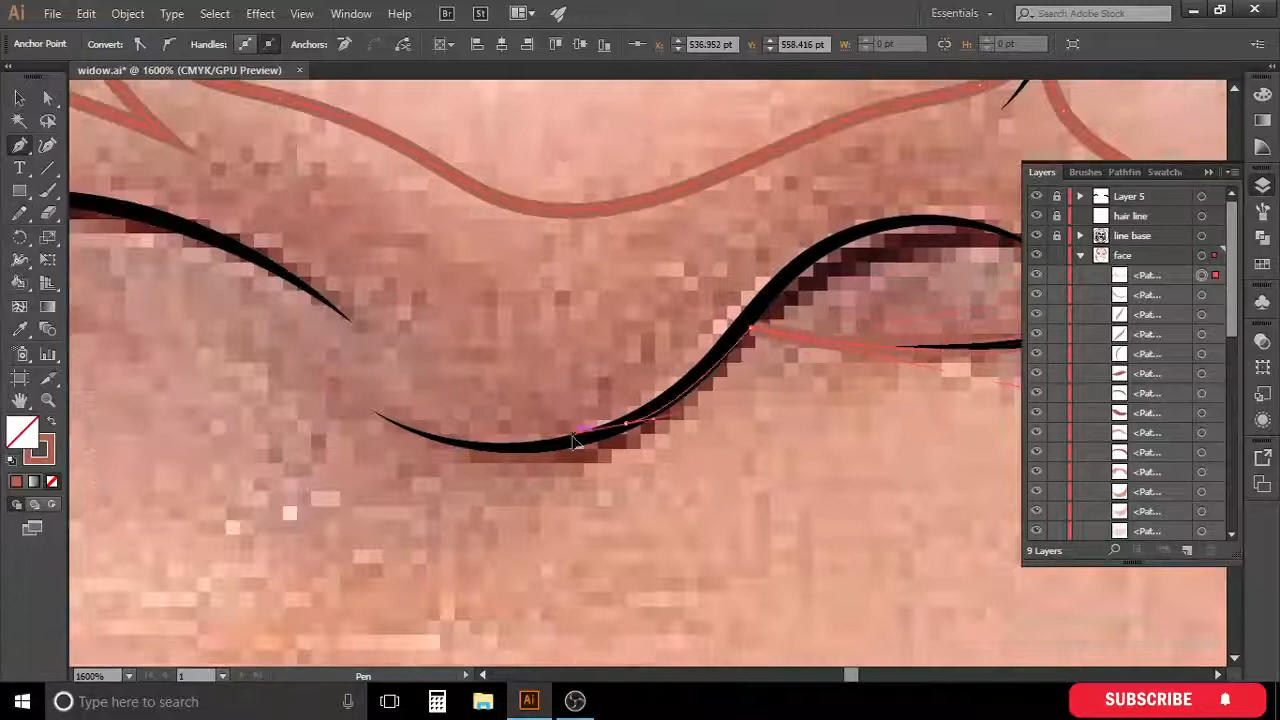 Ai File Edit Object Type Select Effect View Window Help Br St Essentials Search Adobe Stock
Anchor Point Convert: Handles: Anchors: X: 536.952 pt Y: 558.416 pt W: 0 pt H: 0 pt
widow.ai* @ 1600% (CMYK/GPU Preview) ×
Layers Brushes Pathfin Swatch
Layer 5
hair line
line base
face
<Pat...
<Pat...
<Pat...
<Pat...
<Pat...
<Pat...
<Pat...
<Pat...
<Pat...
<Pat...
<Pat...
<Pat...
<Pat...
<Pat...
9 Layers
1600% 1 Pen
Type here to search Ai SUBSCRIBE